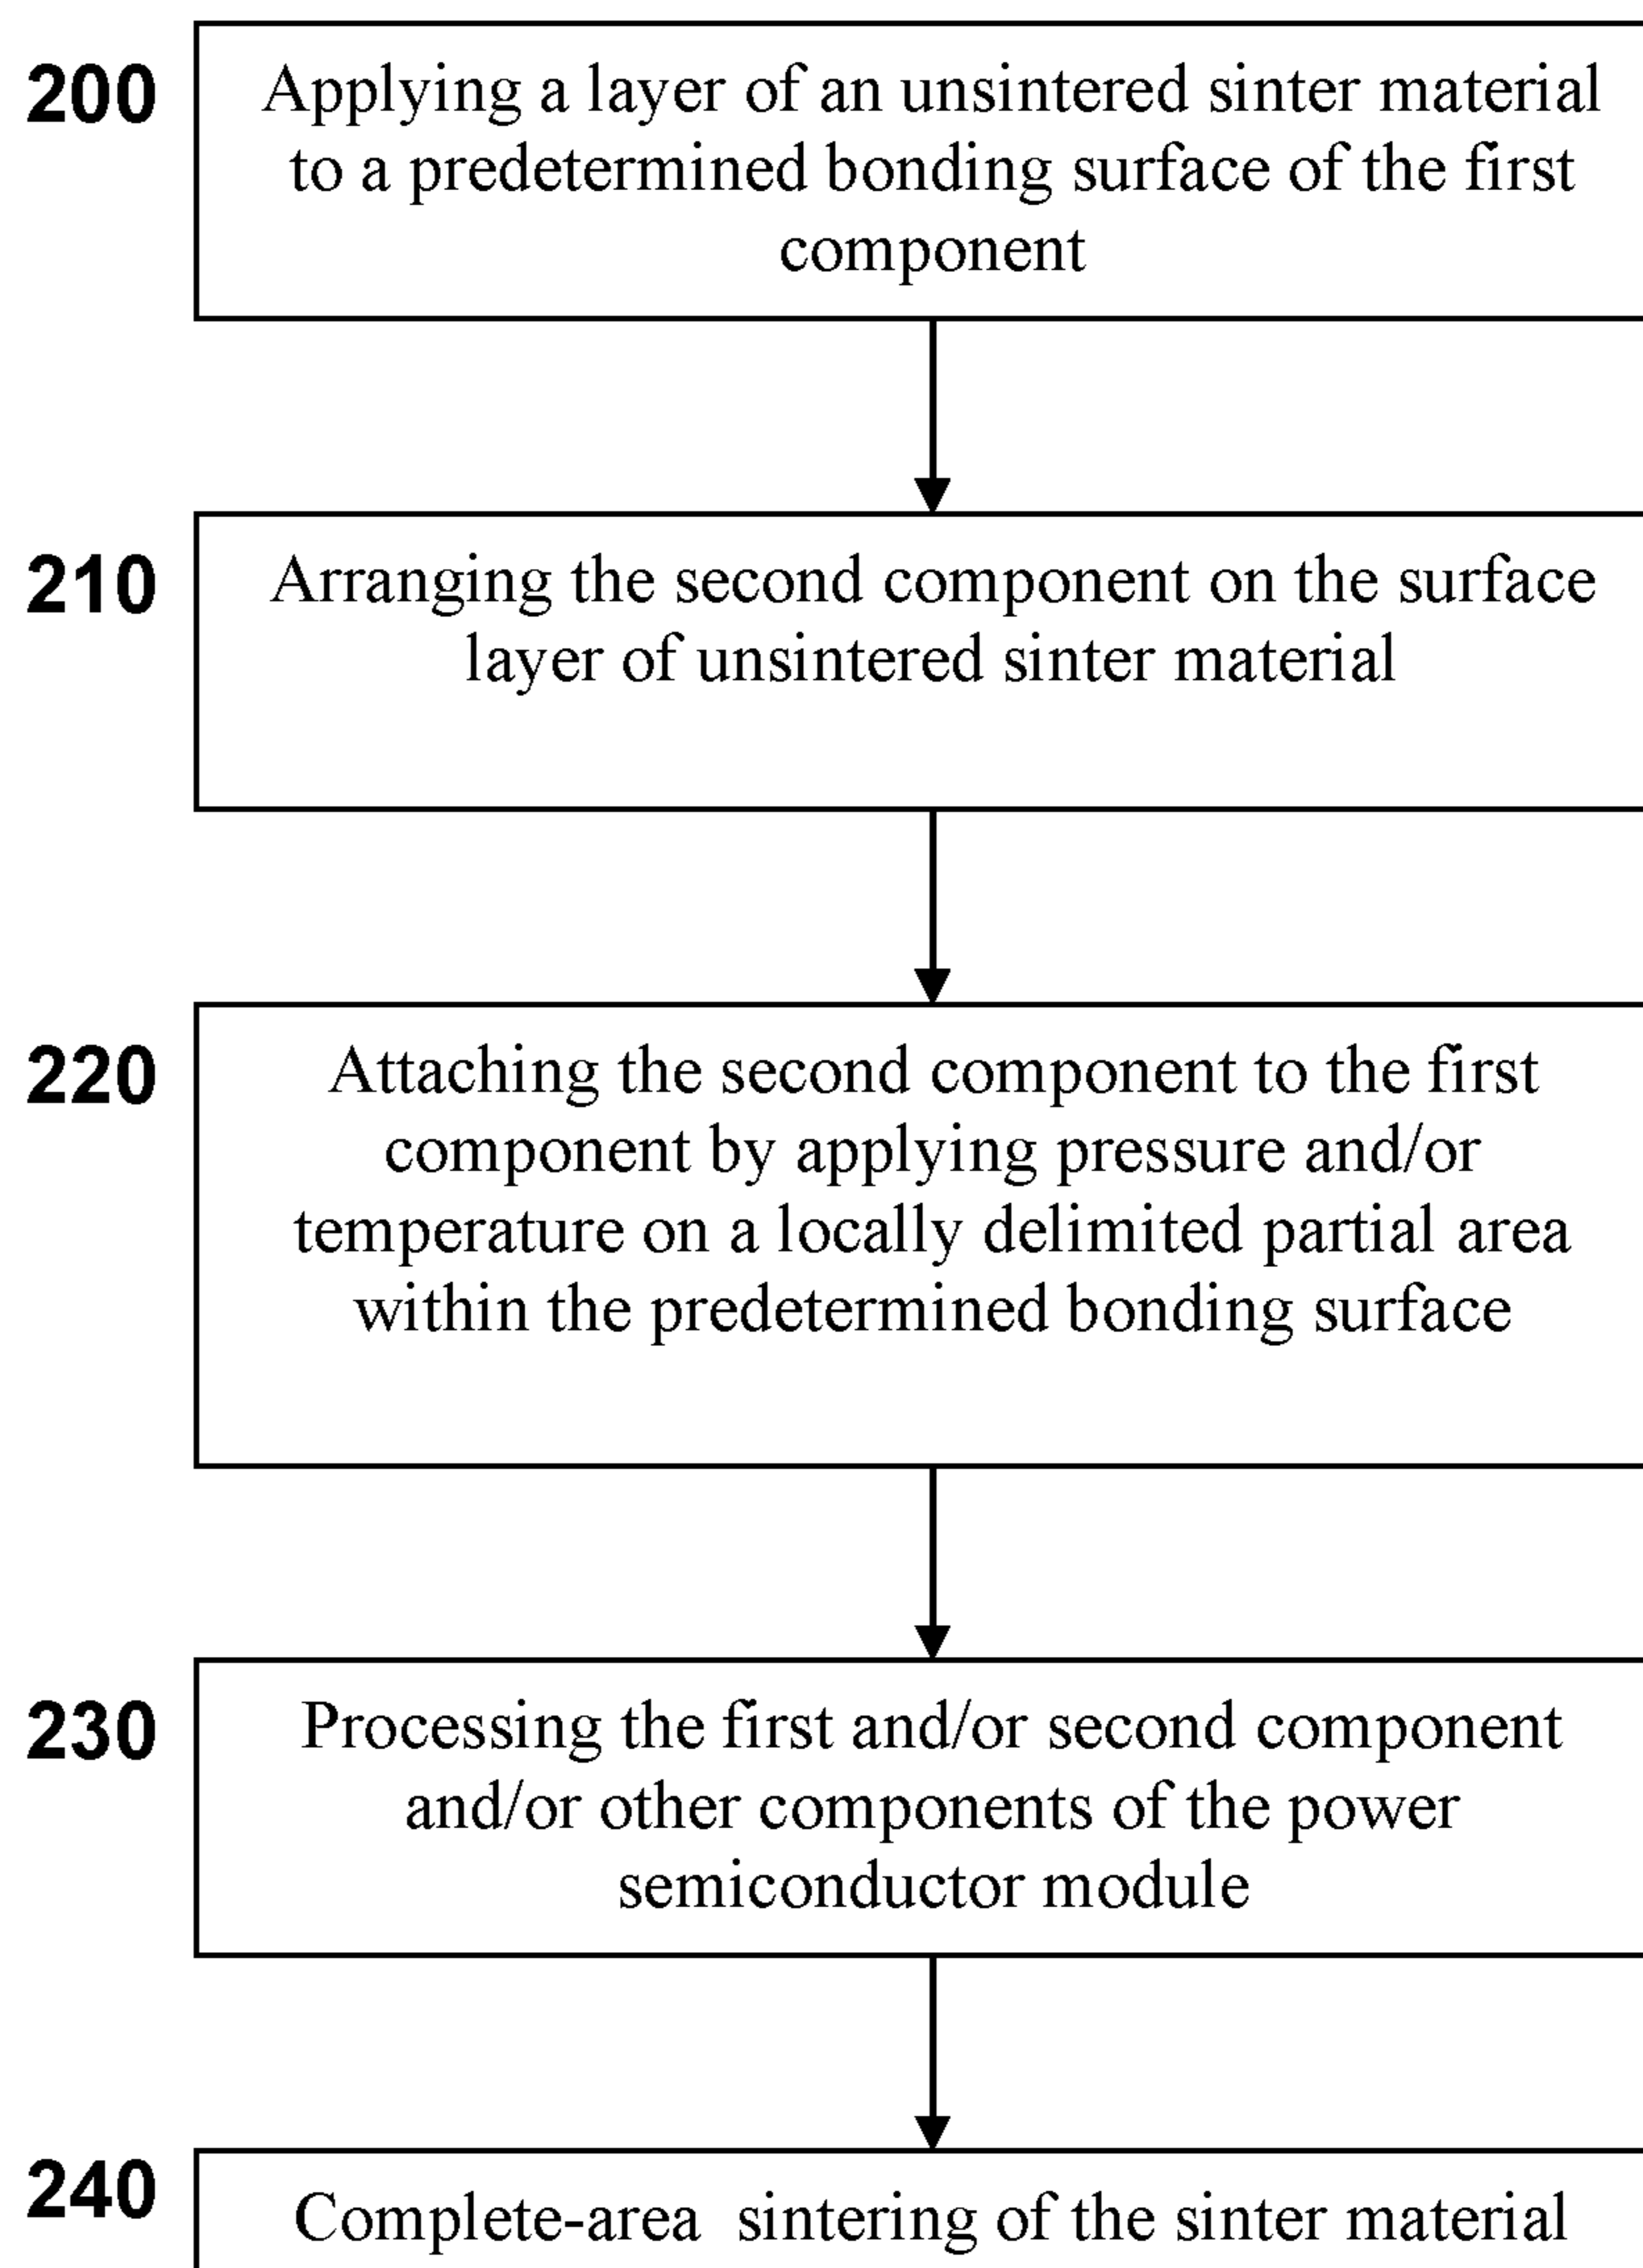 200
Applying a layer of an unsintered sinter material
to a predetermined bonding surface of the first
component
210
Arranging the second component on the surface
layer of unsintered sinter material
220
Attaching the second component to the first
component by applying pressure and/or
temperature on a locally delimited partial area
within the predetermined bonding surface
230
Processing the first and/or second component
and/or other components of the power
semiconductor module
240
Complete-area sintering of the sinter material